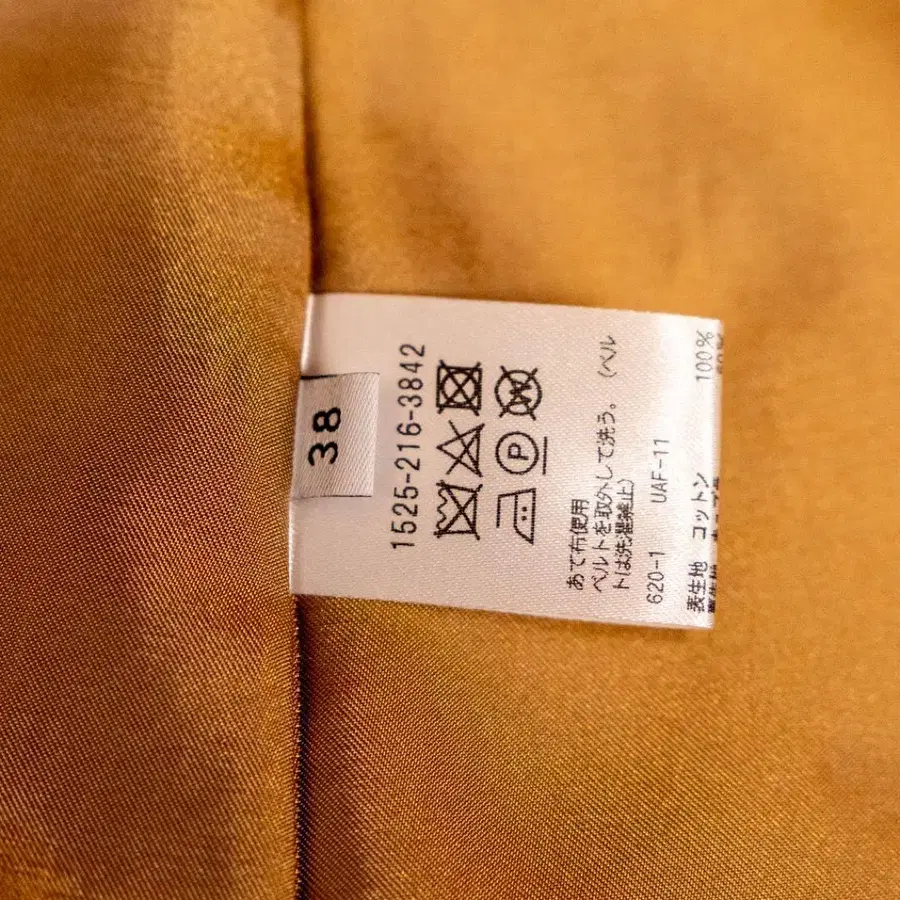 38
1525-216-3842
あて布使用
ベルトを取外して洗う。 (ベル
トは洗濯禁止)
620-1 UAF-11
表生地 コットン 100%